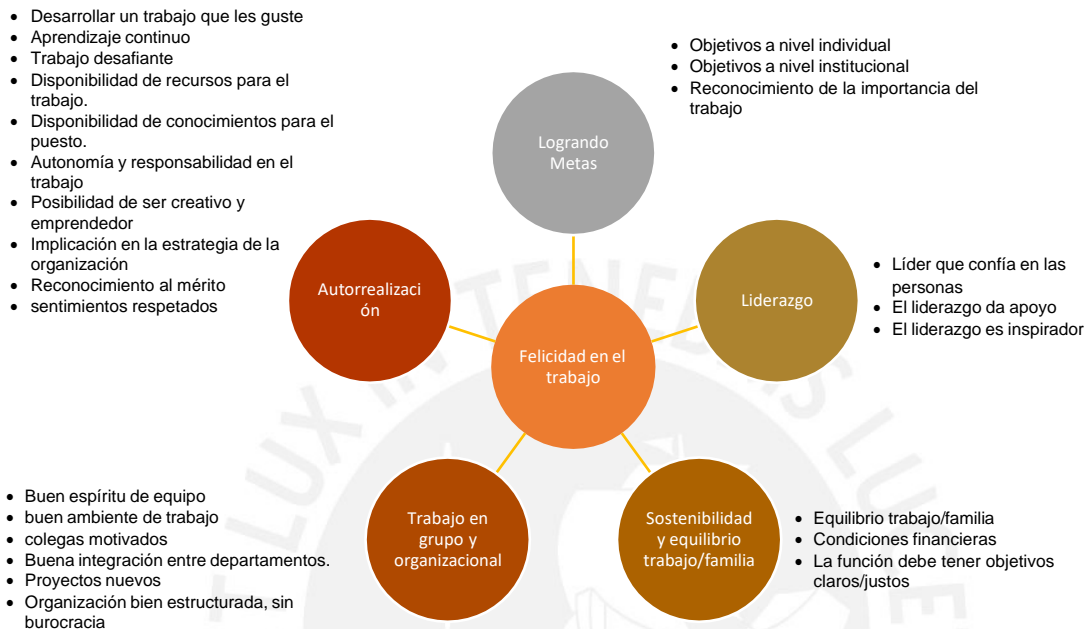 • Desarrollar un trabajo que les guste
• Aprendizaje continuo
• Trabajo desafiante
• Disponibilidad de recursos para el
trabajo.
• Disponibilidad de conocimientos para el
puesto.
• Autonomía y responsabilidad en el
trabajo
• Posibilidad de ser creativo y
emprendedor
• Implicación en la estrategia de la
organización
• Reconocimiento al mérito
• sentimientos respetados
• Objetivos a nivel individual
• Objetivos a nivel institucional
• Reconocimiento de la importancia del
trabajo
Logrando
Metas
Autorrealizaci
ón
Liderazgo
• Líder que confía en las
personas
• El liderazgo da apoyo
• El liderazgo es inspirador
Felicidad en el
trabajo
• Buen espíritu de equipo
• buen ambiente de trabajo
• colegas motivados
• Buena integración entre departamentos.
• Proyectos nuevos
• Organización bien estructurada, sin
burocracia
Trabajo en
grupo y
organizacional
Sostenibilidad
y equilibrio
trabajo/familia
• Equilibrio trabajo/familia
• Condiciones financieras
• La función debe tener objetivos
claros/justos